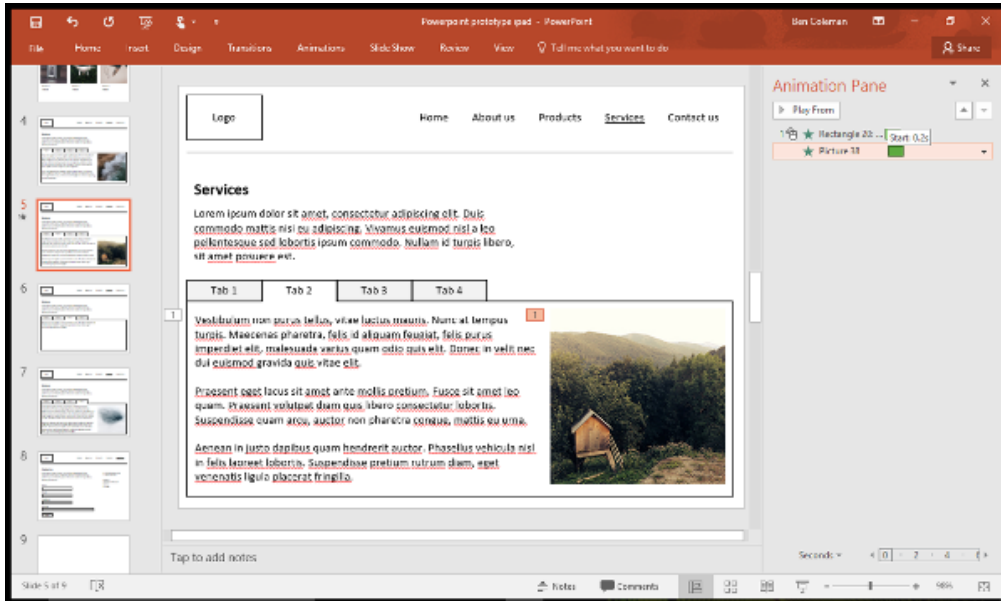 Powerpoint prototype ipad - PowerPoint
Ben Coleman
File Home Insert Design Transitions Animations Slide Show Review View Tell me what you want to do
Share
4
5
6
7
8
9
Logo
Home About us Products Services Contact us
Services
Lorem ipsum dolor sit amet, consectetur adipiscing elit. Duis
commodo mattis nisi eu adipiscing. Vivamus euismod nisl a leo
pellentesque sed lobortis ipsum commodo. Nullam id turpis libero,
sit amet posuere est.
Tab 1 Tab 2 Tab 3 Tab 4
1
1
Vestibulum non purus tellus, vitae luctus mauris. Nunc at tempus
turpis. Maecenas pharetra, felis id aliquam feugiat, felis purus
imperdiet elit, malesuada varius quam odio quis elit. Donec in velit nec
dui euismod gravida quis vitae elit.
Praesent eget lacus sit amet ante mollis pretium. Fusce sit amet leo
quam. Praesent volutpat diam quis libero consectetur lobortis.
Suspendisse quam arcu, auctor non pharetra congue, mattis eu urna.
Aenean in justo dapibus quam hendrerit auctor. Phasellus vehicula nisl
in felis laoreet lobortis. Suspendisse pretium rutrum diam, eget
venenatis ligula placerat fringilla.
Animation Pane
Play From
1 Rectangle 28: ...
Start: 0.2s
Picture 38
Seconds
0 2 4
Tap to add notes
Slide 5 of 9
Notes Comments
98%